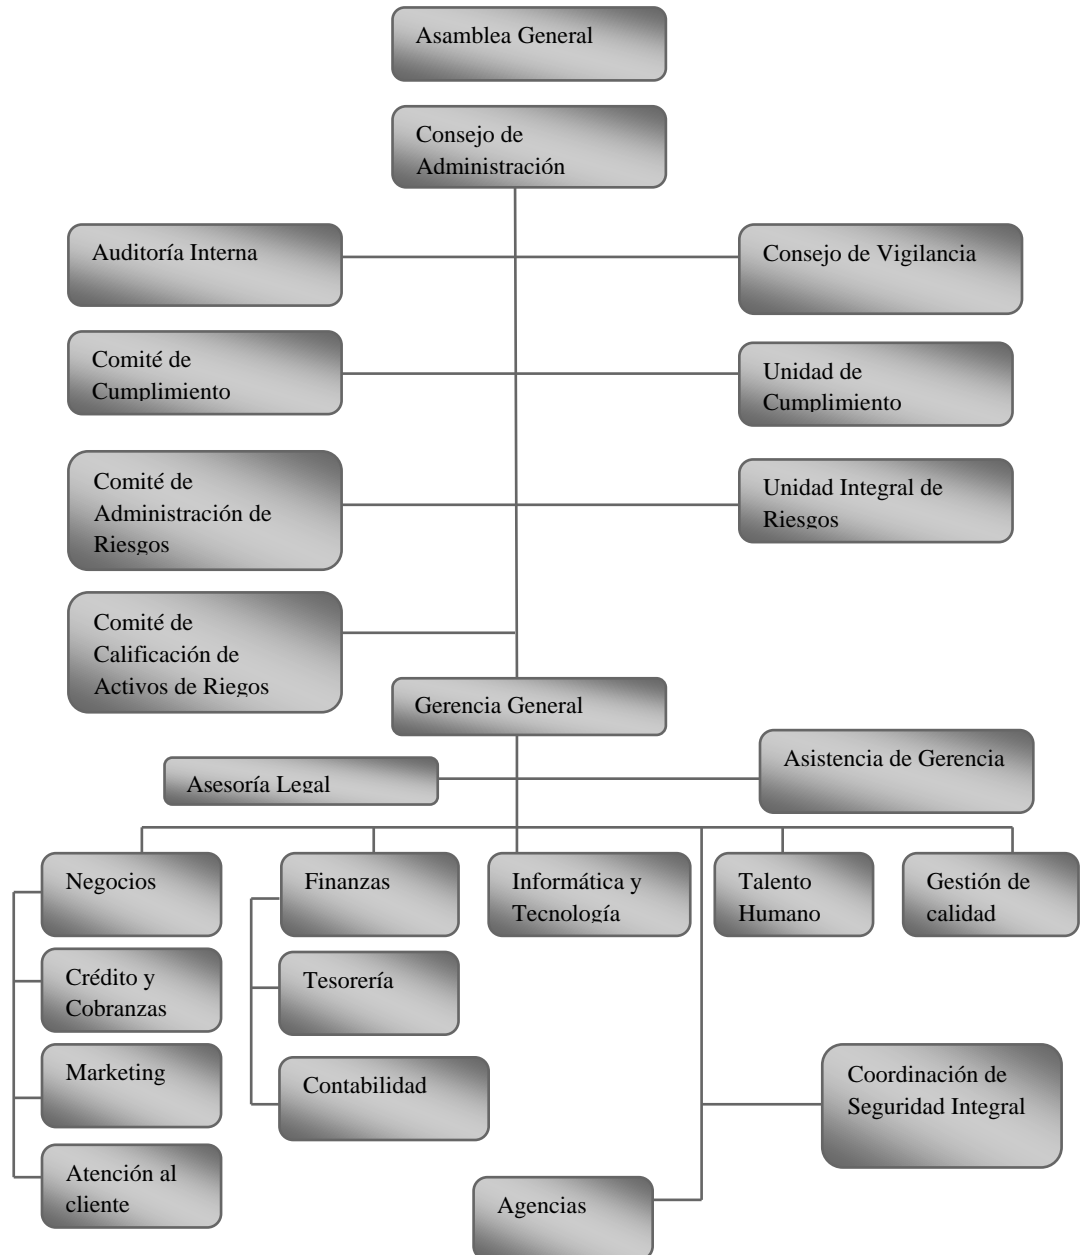 Asamblea General
Consejo de
Administración
Auditoría Interna
Consejo de Vigilancia
Comité de
Cumplimiento
Unidad de
Cumplimiento
Comité de
Administración de
Riesgos
Unidad Integral de
Riesgos
Comité de
Calificación de
Activos de Riegos
Gerencia General
Asesoría Legal
Asistencia de Gerencia
Negocios
Finanzas
Informática y
Tecnología
Talento
Humano
Gestión de
calidad
Crédito y
Cobranzas
Tesorería
Marketing
Contabilidad
Coordinación de
Seguridad Integral
Atención al
cliente
Agencias